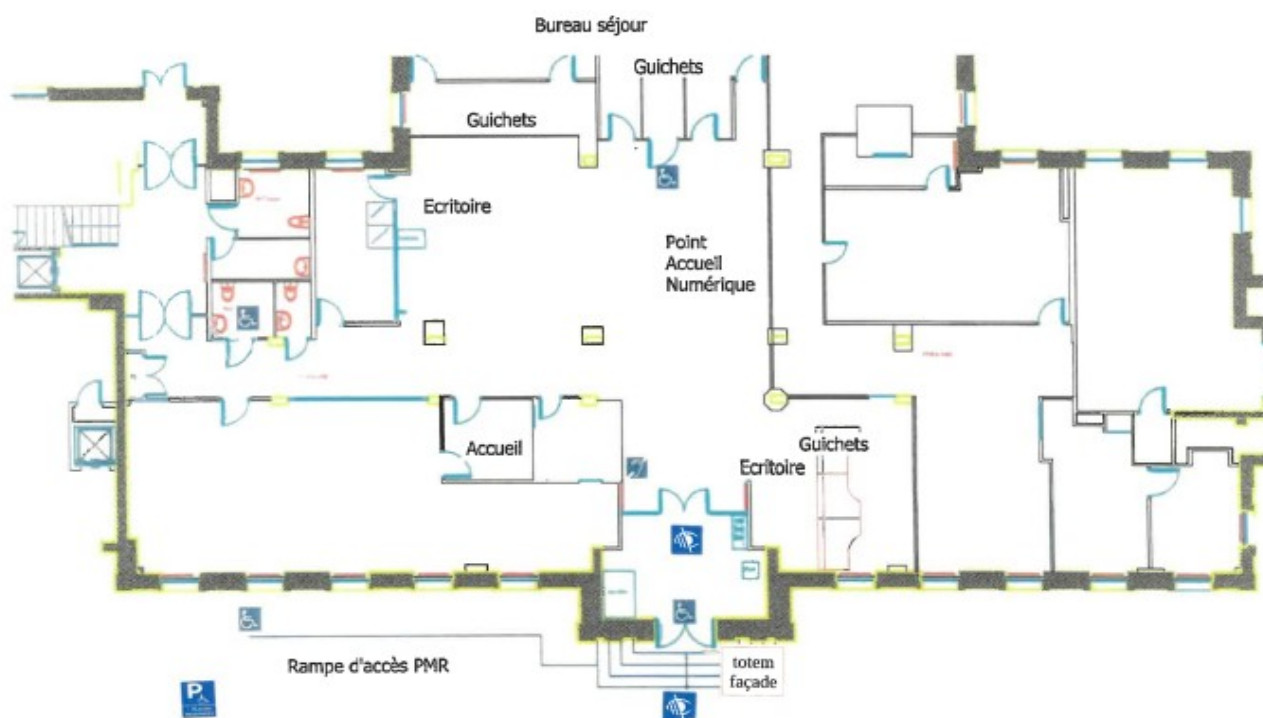 Bureau séjour
Guichets
Guichets
Ecritoire
Point
Accueil
Numérique
Accueil
Guichets
Ecritoire
Rampe d'accès PMR
totem
façade
P